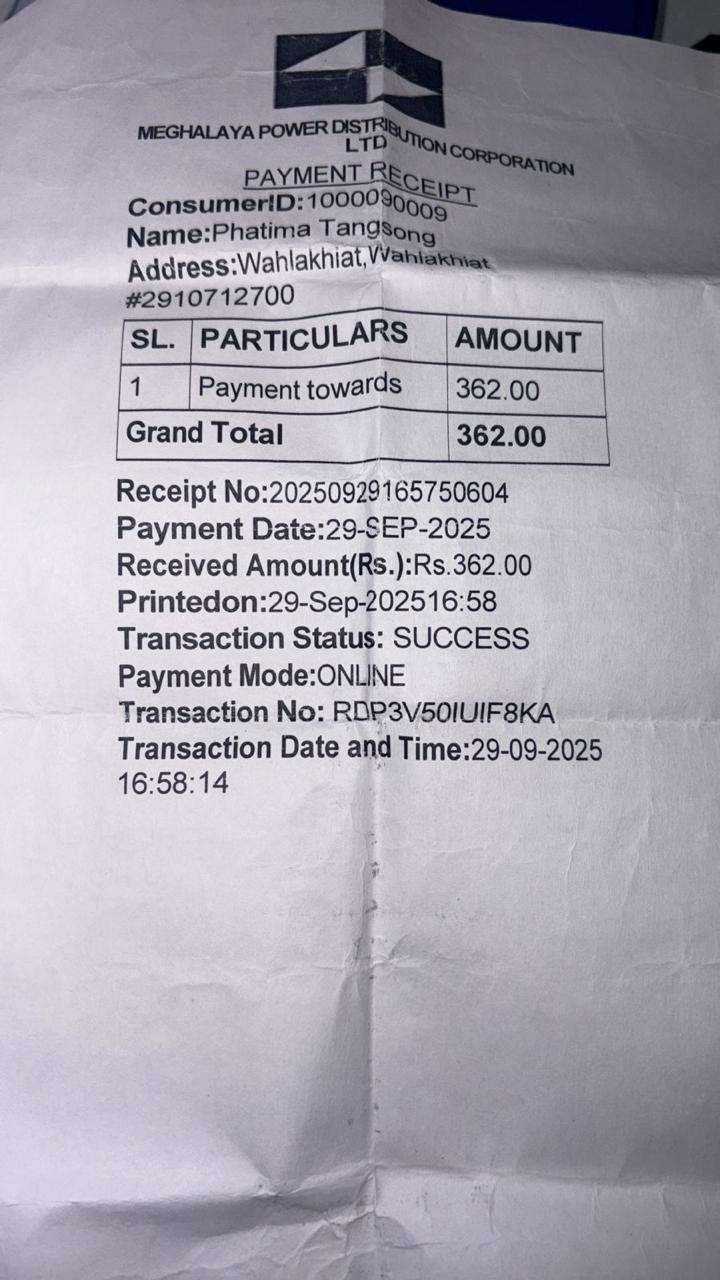 MEGHALAYA POWER DISTRIBUTION CORPORATION
LTD
PAYMENT RECEIPT
ConsumerID:1000090009
Name:Phatima Tangsong
Address:Wahlakhiat,Wahlakhiat
#2910712700
SL. PARTICULARS AMOUNT
1 Payment towards 362.00
Grand Total 362.00
Receipt No:20250929165750604
Payment Date:29-SEP-2025
Received Amount(Rs.):Rs.362.00
Printedon:29-Sep-202516:58
Transaction Status: SUCCESS
Payment Mode:ONLINE
Transaction No: RDP3V50IUIF8KA
Transaction Date and Time:29-09-2025
16:58:14